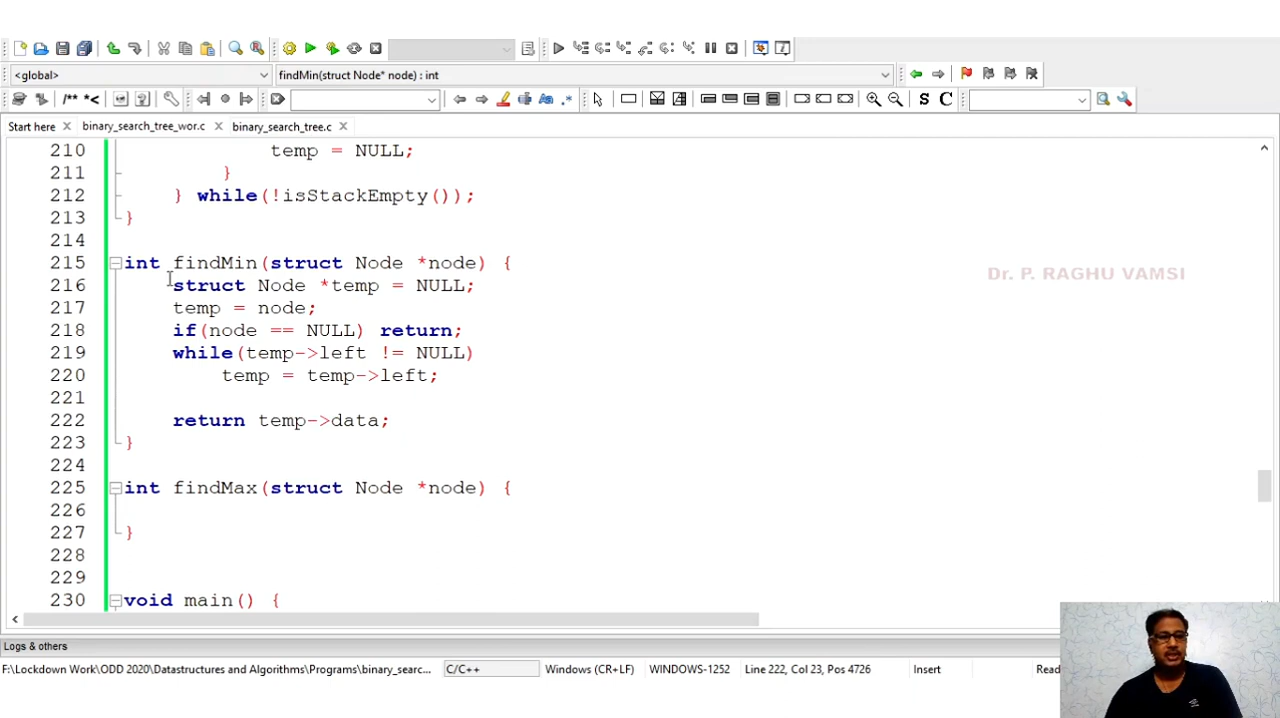 <global>
findMin(struct Node* node) : int
/** *<
S C
Start here
binary_search_tree_wor.c
binary_search_tree.c
210 temp = NULL;
211 }
212 } while(!isStackEmpty());
213 }
214
215 int findMin(struct Node *node) {
216 struct Node *temp = NULL;
217 temp = node;
218 if(node == NULL) return;
219 while(temp->left != NULL)
220 temp = temp->left;
221
222 return temp->data;
223 }
224
225 int findMax(struct Node *node) {
226
227 }
228
229
230 void main() {
Dr. P. RAGHU VAMSI
Logs & others
F:\Lockdown Work\ODD 2020\Datastructures and Algorithms\Programs\binary_searc... C/C++ Windows (CR+LF) WINDOWS-1252 Line 222, Col 23, Pos 4726 Insert Read